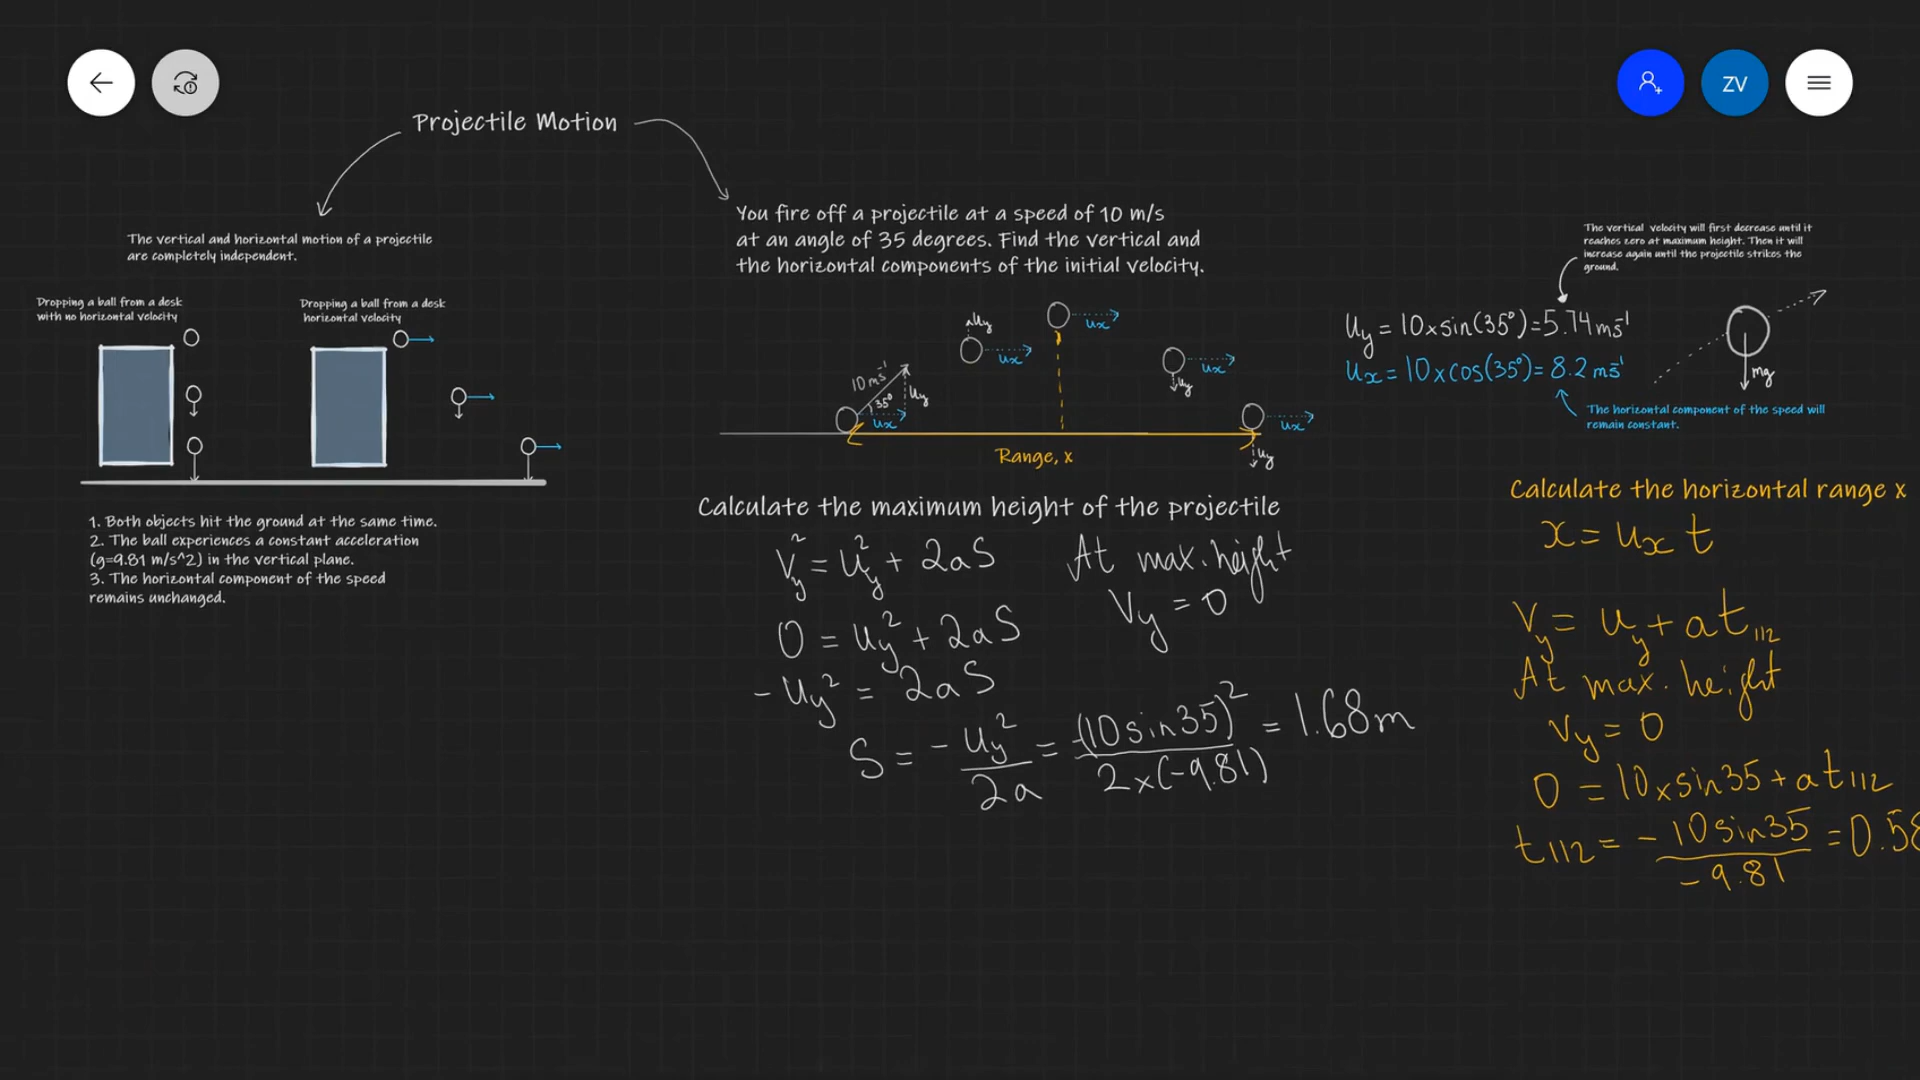 ZV
Projectile Motion
The vertical and horizontal motion of a projectile
are completely independent.
Dropping a ball from a desk
with no horizontal velocity
Dropping a ball from a desk
horizontal velocity
1. Both objects hit the ground at the same time.
2. The ball experiences a constant acceleration
(g=9.81 m/s^2) in the vertical plane.
3. The horizontal component of the speed
remains unchanged.
You fire off a projectile at a speed of 10 m/s
at an angle of 35 degrees. Find the vertical and
the horizontal components of the initial velocity.
10 ms⁻¹
35°
uy
ux
uy
ux
ux
ux
uy
ux
uy
Range, x
The vertical velocity will first decrease until it
reaches zero at maximum height. Then it will
increase again until the projectile strikes the
ground.
uy = 10×sin(35°)=5.74 ms⁻¹
ux = 10×cos(35°)= 8.2 ms⁻¹
mg
The horizontal component of the speed will
remain constant.
Calculate the maximum height of the projectile
Vy² = uy² + 2aS
0 = uy² + 2aS
- uy² = 2aS
S = - uy²/2a = -(10sin35)²/2×(-9.81) = 1.68m
At max. height
Vy = 0
Calculate the horizontal range x
x = ux t
Vy = uy + at1/2
At max. height
Vy = 0
0 = 10×sin35 + at1/2
t1/2 = -10sin35/-9.81 = 0.58